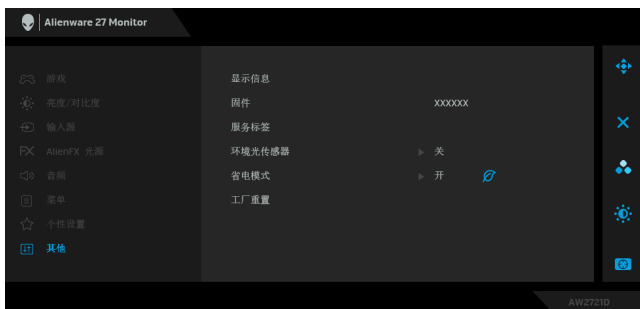 Alienware 27 Monitor
游戏
亮度/对比度
输入源
AlienFX 光源
音频
菜单
个性设置
其他
显示信息
固件 XXXXXX
服务标签
环境光传感器 关
省电模式 开
工厂重置
AW2721D